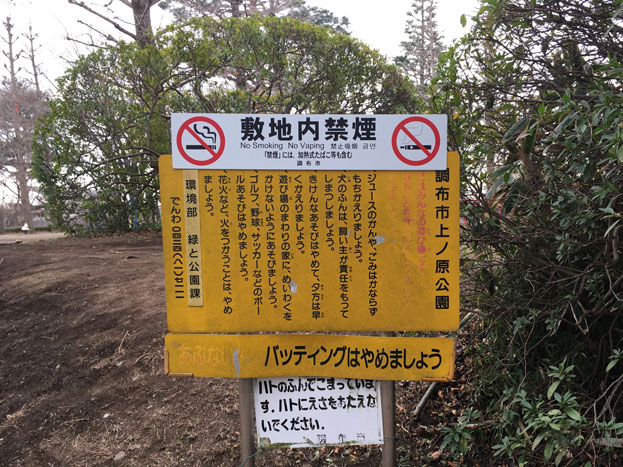 敷地内禁煙
No Smoking No Vaping 禁止吸烟 금연
「禁煙」には、加熱式たばこ等も含む
調布市
調布市上ノ原公園
ジュースのかんや、ごみはかならず
もちかえりましょう。
犬のふんは、飼い主が責任をもって
しまつしましょう。
きけんなあそびはやめて、夕方は早
くかえりましょう。
遊び場のまわりの家に、めいわくを
かけないようにあそびましょう。
ゴルフ、野球、サッカーなどのボー
ルあそびはやめましょう。
花火など、火をつかうことは、やめ
ましょう。
環境部 緑と公園課
でんわ
あぶない
バッティングはやめましょう
ハトのふんでこまっていま
す。ハトにえさをあたえな
いでください。
調布市